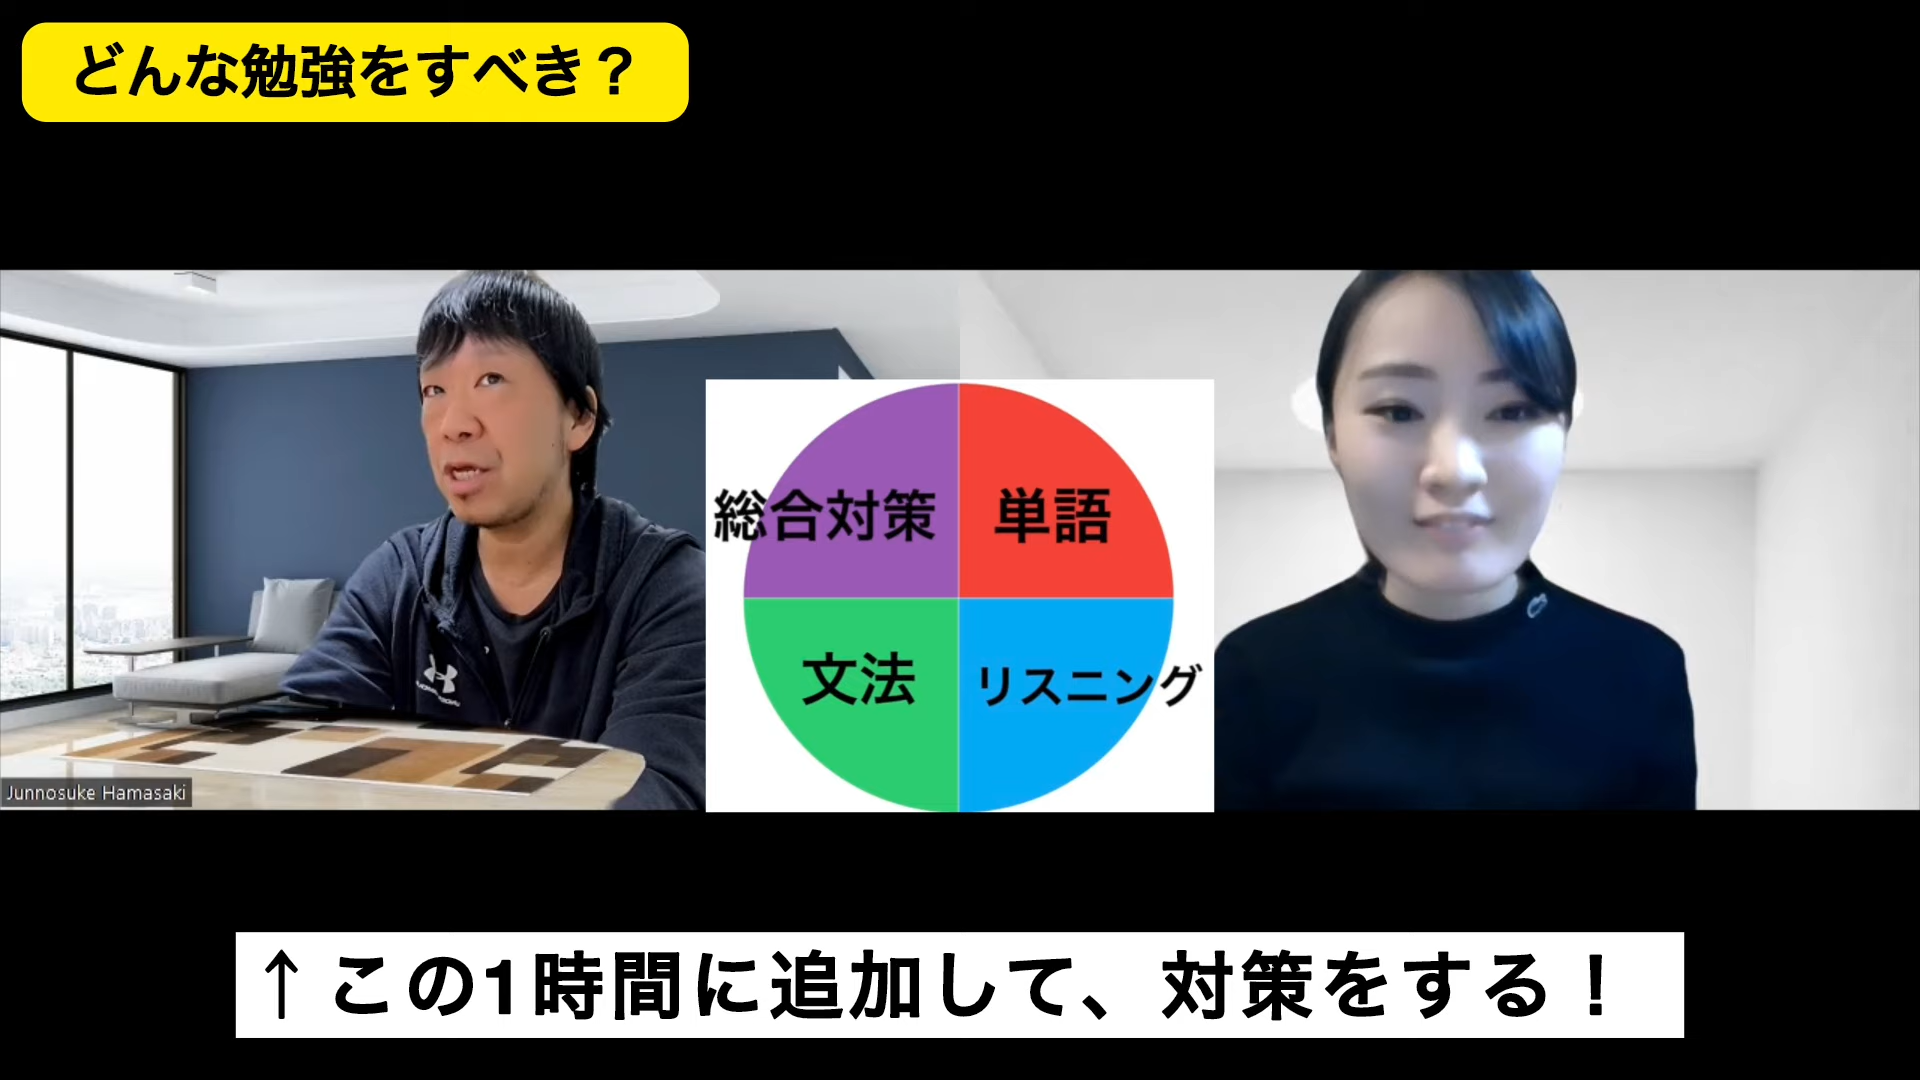 どんな勉強をすべき？
総合対策
単語
文法
リスニング
Junnosuke Hamasaki
↑この1時間に追加して、対策をする！